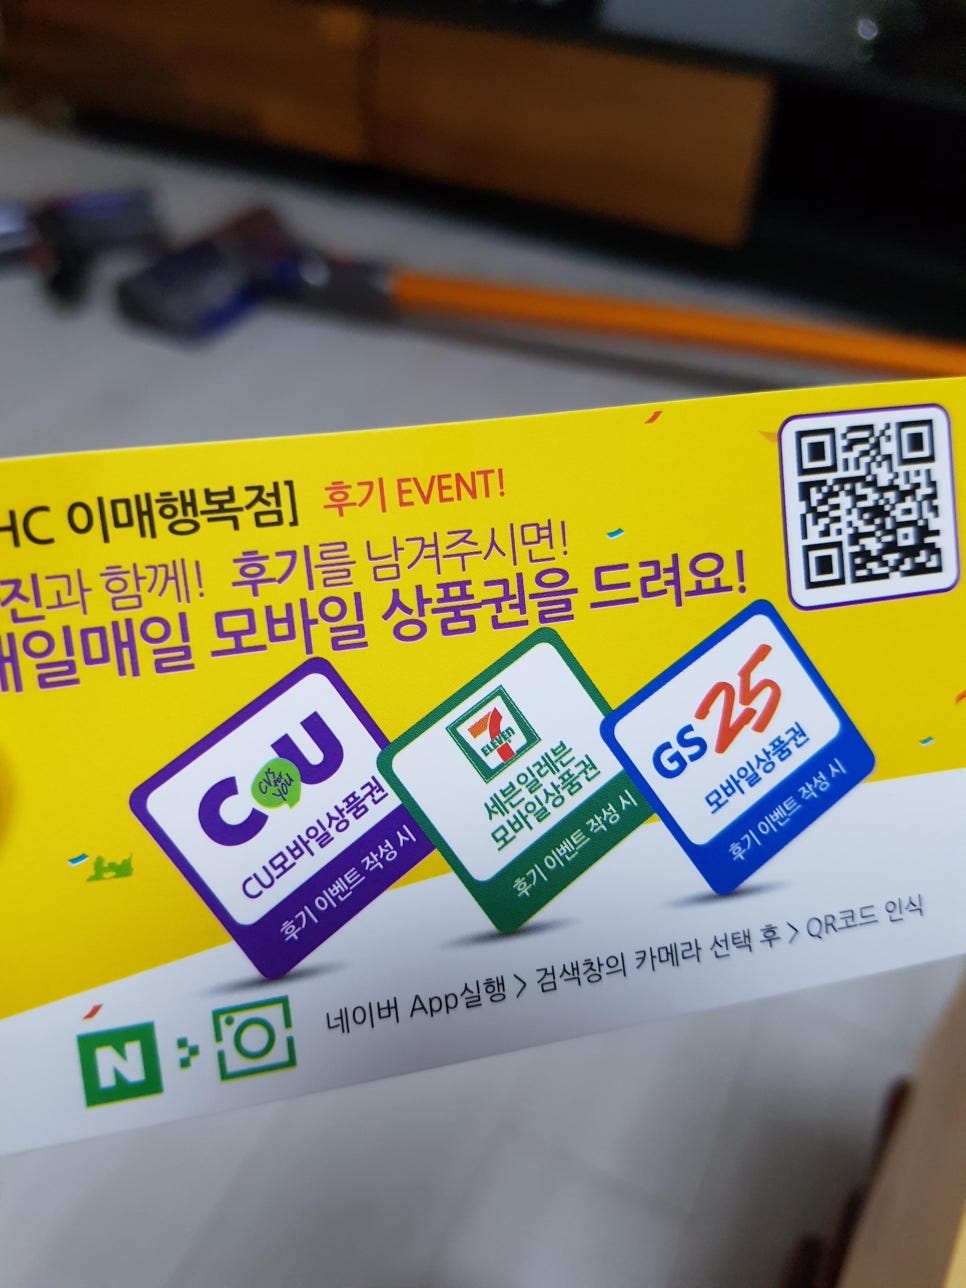 HC 이매행복점] 후기 EVENT!
진과 함께! 후기를 남겨주시면!
매일매일 모바일 상품권을 드려요!
CU
CVS for you
CU모바일상품권
후기 이벤트 작성 시
7
ELEVEn
세븐일레븐
모바일상품권
후기 이벤트 작성 시
GS25
모바일상품권
후기 이벤트 작성 시
N
네이버 App실행 > 검색창의 카메라 선택 후 > QR코드 인식